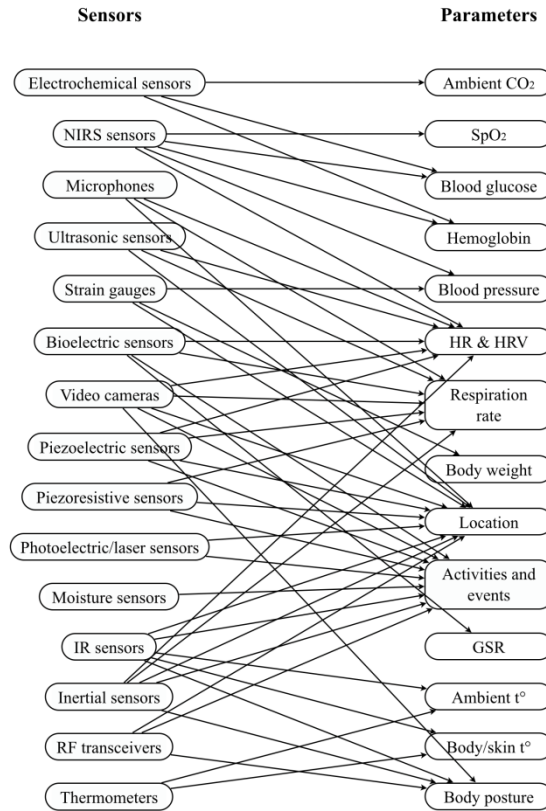 Sensors Parameters
Electrochemical sensors Ambient CO₂
NIRS sensors SpO₂
Microphones Blood glucose
Ultrasonic sensors Hemoglobin
Strain gauges Blood pressure
Bioelectric sensors HR & HRV
Video cameras Respiration
rate
Piezoelectric sensors Body weight
Piezoresistive sensors Location
Photoelectric/laser sensors Activities and
events
Moisture sensors
IR sensors GSR
Inertial sensors Ambient t°
RF transceivers Body/skin t°
Thermometers Body posture